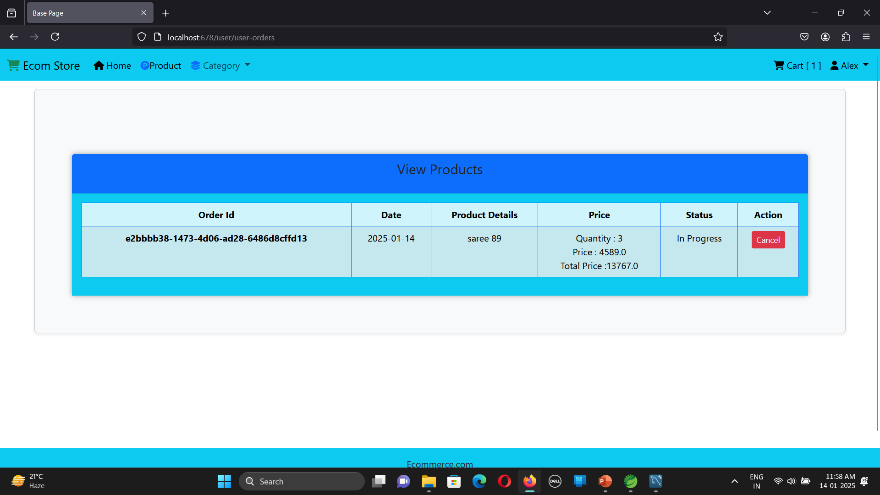 Base Page
localhost:678/user/user-orders
Ecom Store Home Product Category Cart [ 1 ] Alex
View Products
Order Id Date Product Details Price Status Action
e2bbbb38-1473-4d06-ad28-6486d8cffd13 2025-01-14 saree 89 Quantity : 3 In Progress Cancel
Price : 4589.0
Total Price :13767.0
Ecommerce.com
21°C
Haze
Search
DELL
ENG
IN
11:58 AM
14-01-2025